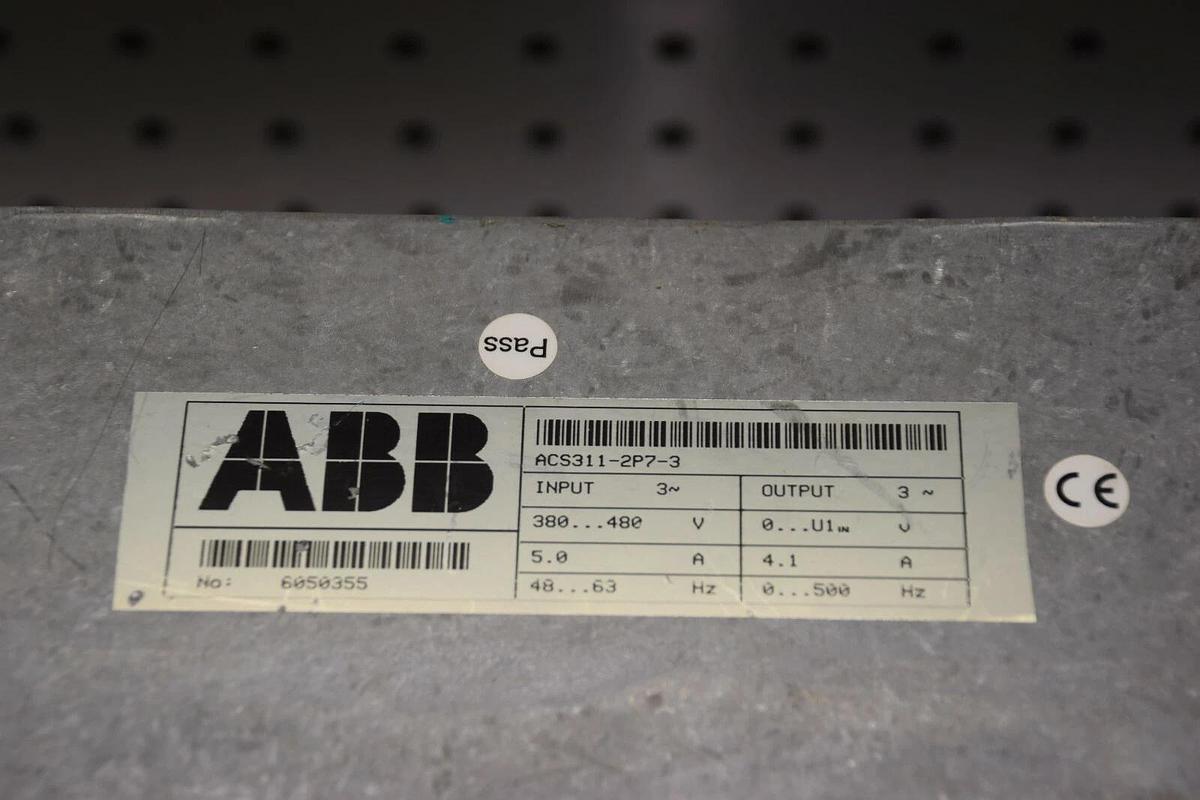 Pass
ABB
ACS311-2P7-3
INPUT 3~ OUTPUT 3 ~
380...480 V 0...U1IN V
5.0 A 4.1 A
48...63 Hz 0...500 Hz
No: 6050355
CE